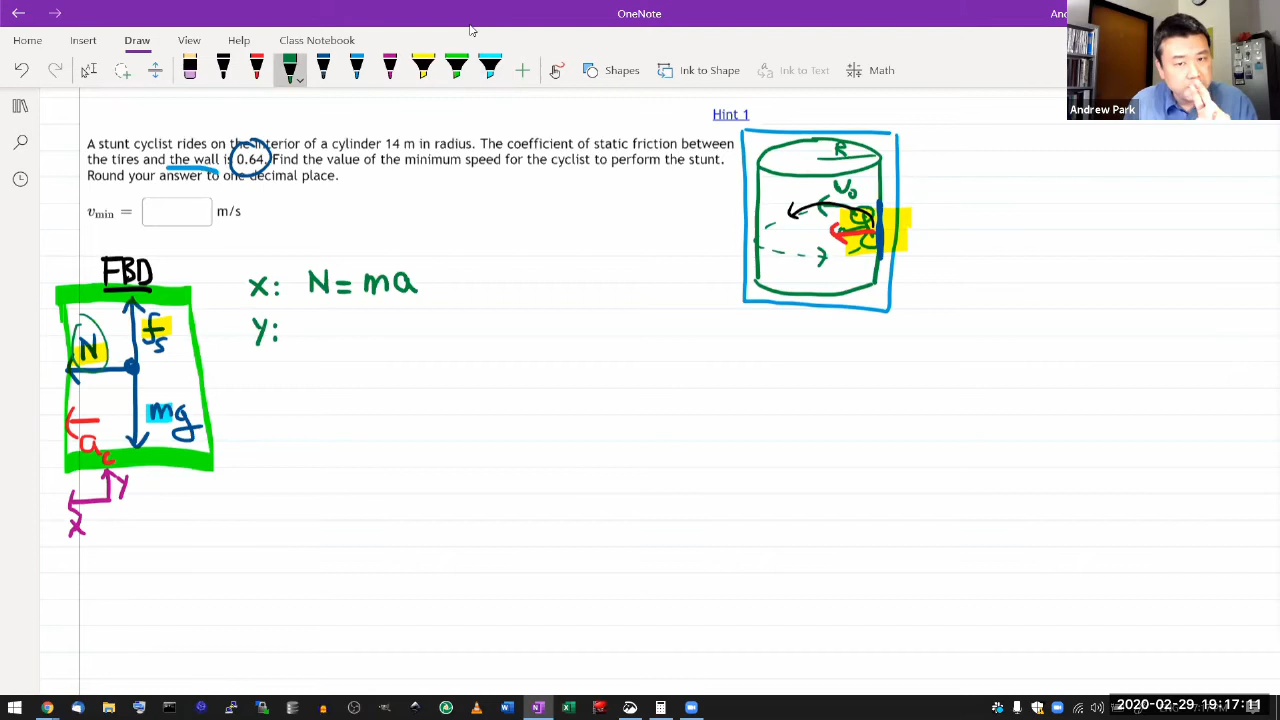 OneNote
An
Home Insert Draw View Help Class Notebook
Shapes Ink to Shape Ink to Text Math
Andrew Park
Hint 1
A stunt cyclist rides on the interior of a cylinder 14 m in radius. The coefficient of static friction between
the tires and the wall is 0.64. Find the value of the minimum speed for the cyclist to perform the stunt.
Round your answer to one decimal place.
vmin = m/s
R
v₀
FBD
fs
N
mg
ac
y
x
x: N = ma
y:
2020-02-29 19:17:11